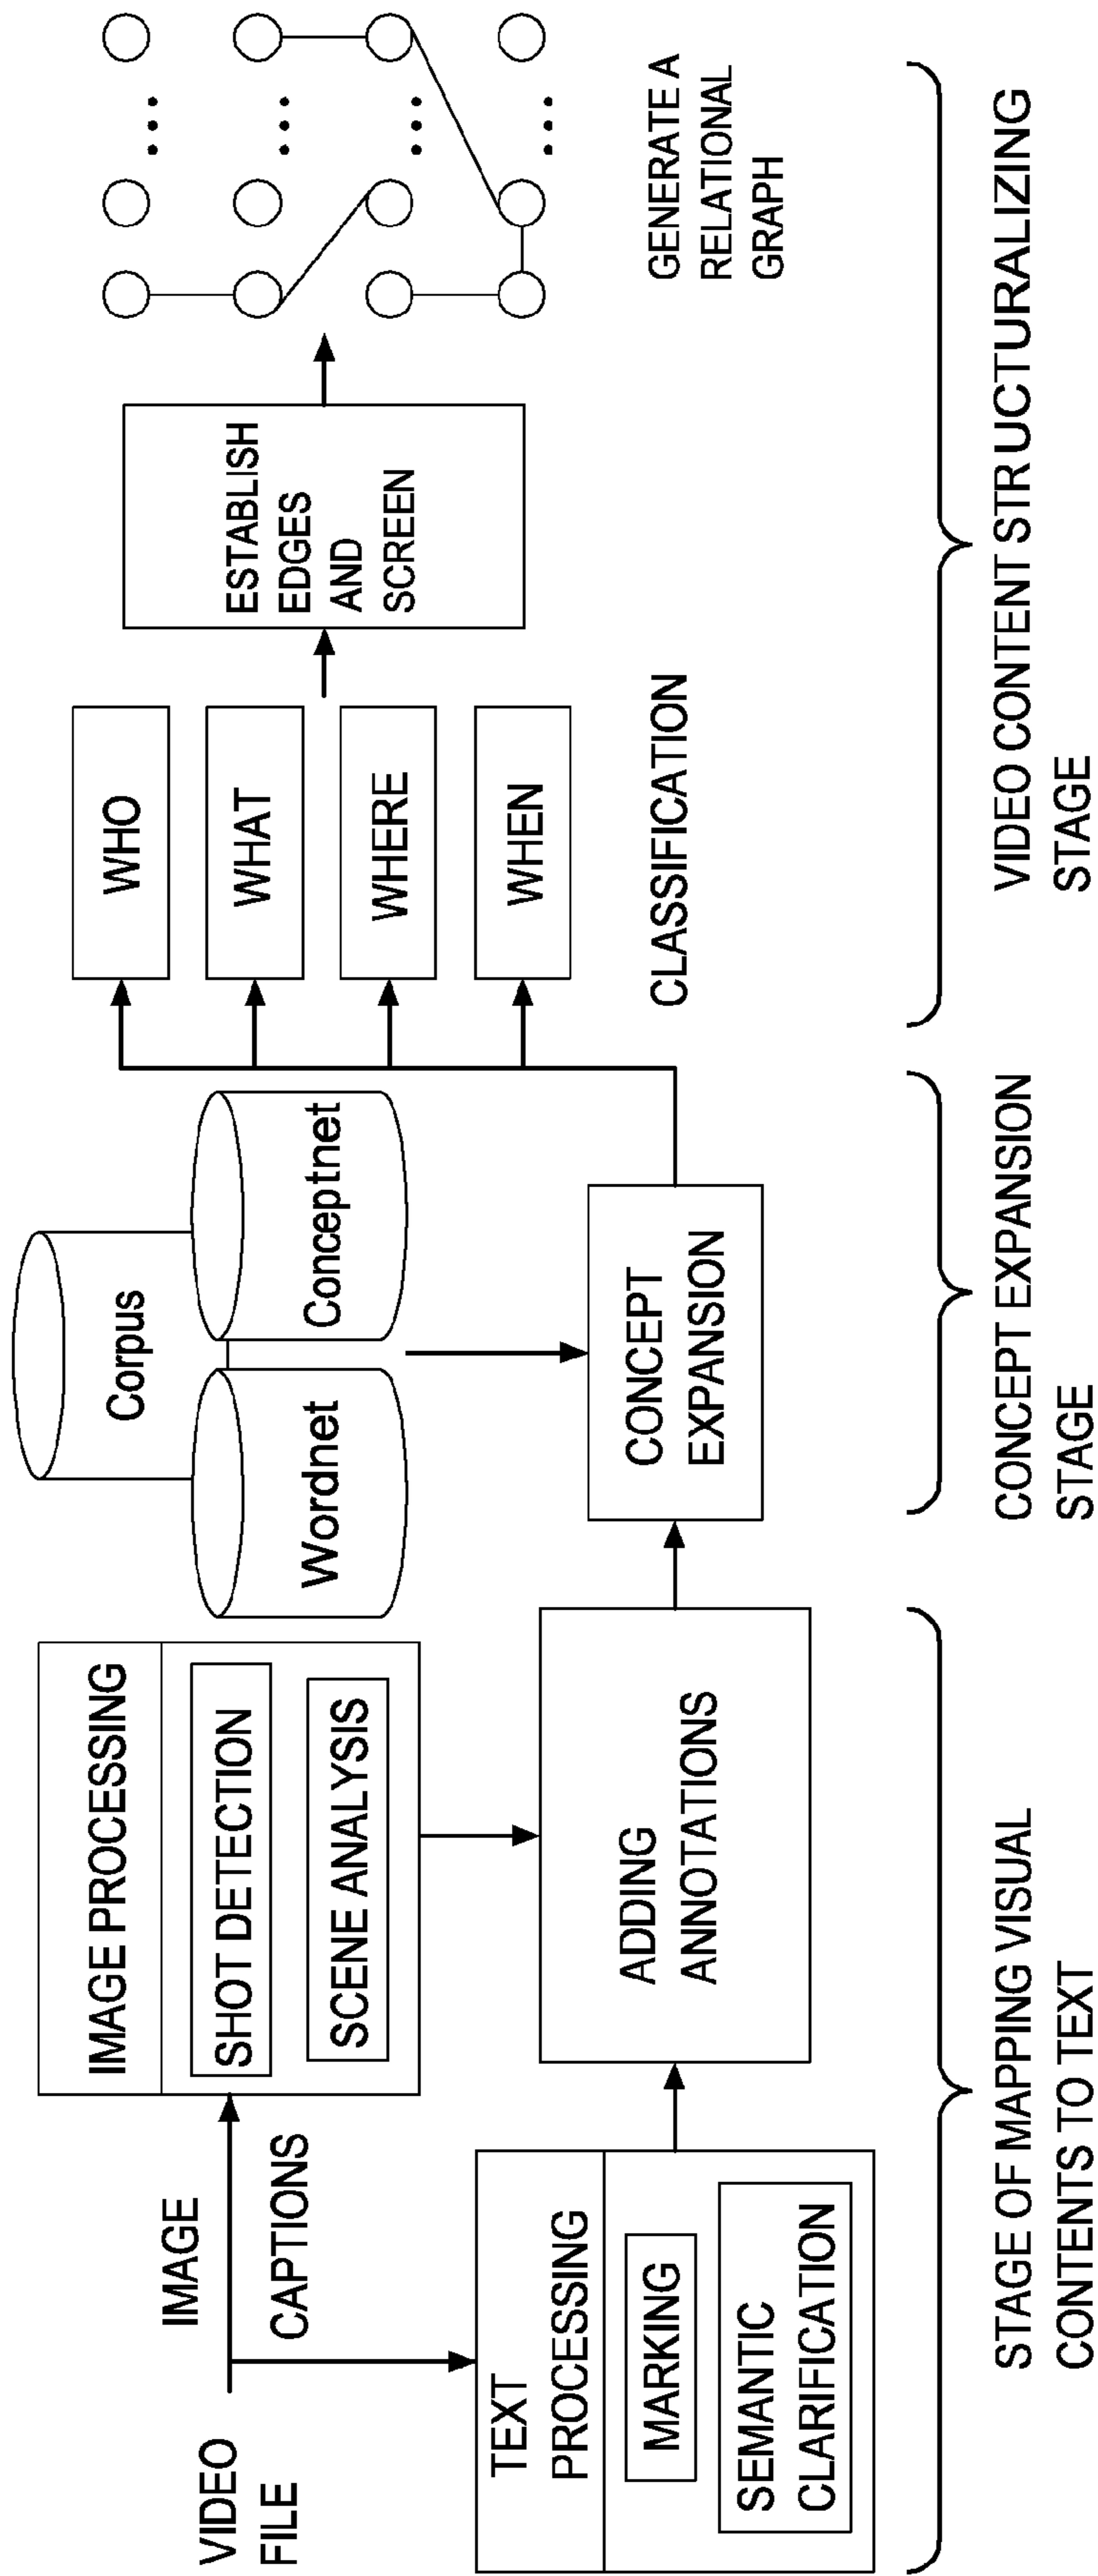 VIDEO
FILE
IMAGE
CAPTIONS
IMAGE PROCESSING
SHOT DETECTION
SCENE ANALYSIS
TEXT
PROCESSING
MARKING
SEMANTIC
CLARIFICATION
ADDING
ANNOTATIONS
STAGE OF MAPPING VISUAL
CONTENTS TO TEXT
Corpus
Wordnet
Conceptnet
CONCEPT
EXPANSION
CONCEPT EXPANSION
STAGE
WHO
WHAT
WHERE
WHEN
CLASSIFICATION
ESTABLISH
EDGES
AND
SCREEN
GENERATE A
RELATIONAL
GRAPH
VIDEO CONTENT STRUCTURALIZING
STAGE